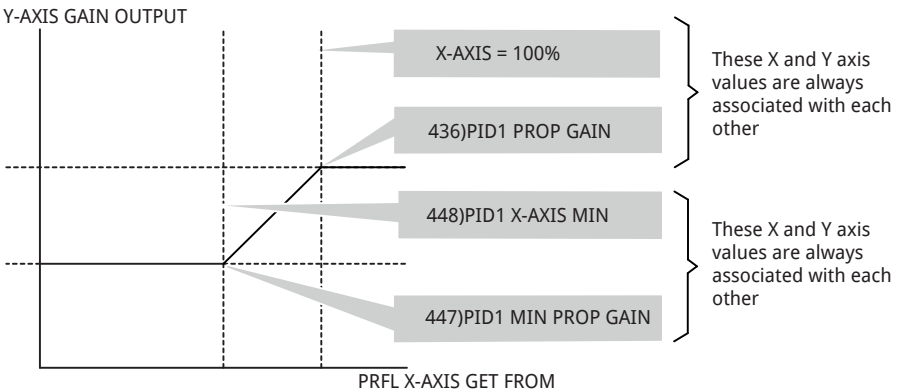 Y-AXIS GAIN OUTPUT
X-AXIS = 100%
436)PID1 PROP GAIN
These X and Y axis
values are always
associated with each
other
448)PID1 X-AXIS MIN
447)PID1 MIN PROP GAIN
These X and Y axis
values are always
associated with each
other
PRFL X-AXIS GET FROM